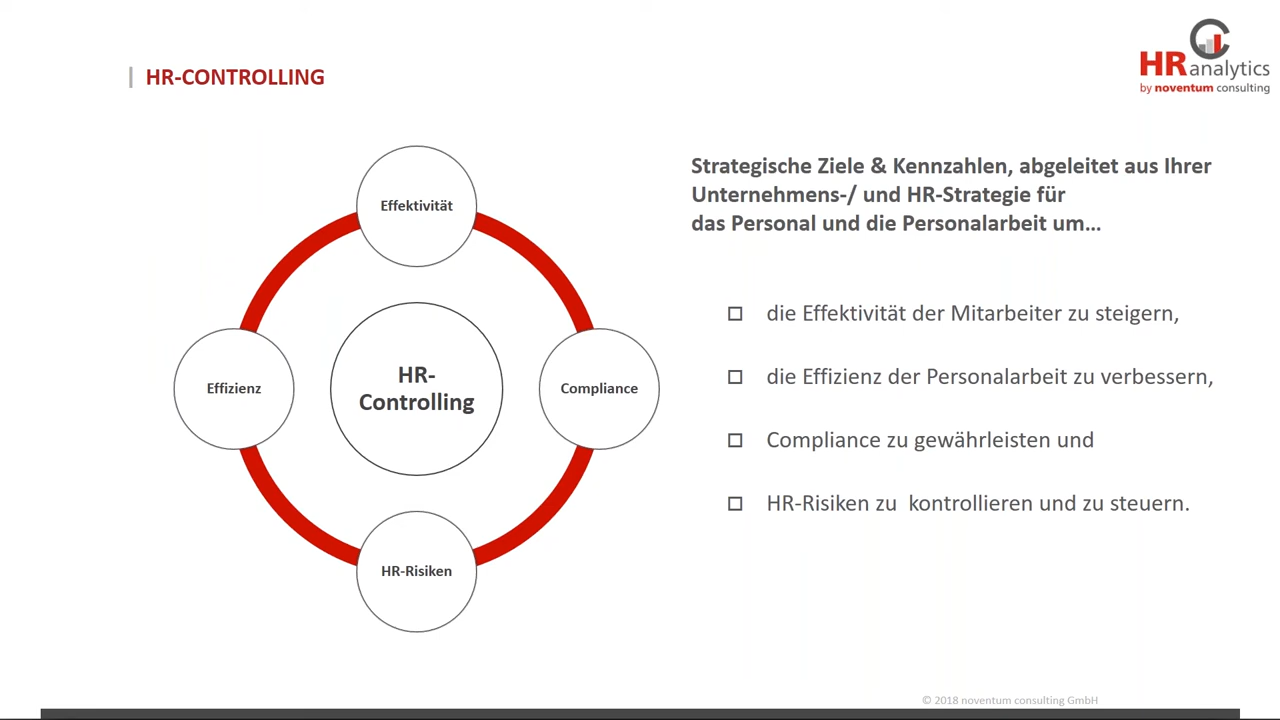 HR-CONTROLLING
HR analytics
by noventum consulting
Effektivität
Effizienz
HR-
Controlling
Compliance
HR-Risiken
Strategische Ziele & Kennzahlen, abgeleitet aus Ihrer
Unternehmens-/ und HR-Strategie für
das Personal und die Personalarbeit um...
die Effektivität der Mitarbeiter zu steigern,
die Effizienz der Personalarbeit zu verbessern,
Compliance zu gewährleisten und
HR-Risiken zu  kontrollieren und zu steuern.
© 2018 noventum consulting GmbH